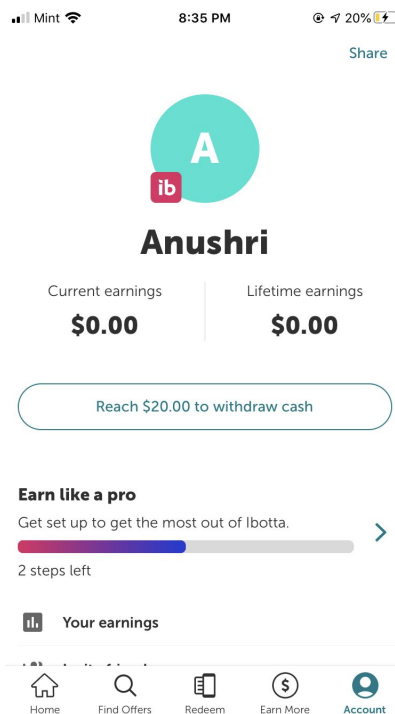 Mint 8:35 PM 20%
Share
A
ib
Anushri
Current earnings Lifetime earnings
$0.00 $0.00
Reach $20.00 to withdraw cash
Earn like a pro
Get set up to get the most out of Ibotta.
2 steps left
Your earnings
Home Find Offers Redeem Earn More Account